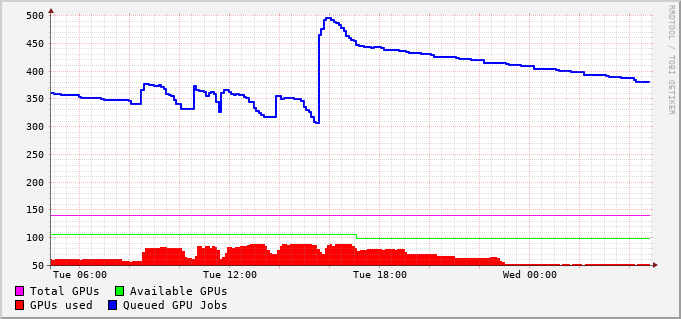 500
450
400
350
300
250
200
150
100
50
Tue 06:00 Tue 12:00 Tue 18:00 Wed 00:00
Total GPUs Available GPUs
GPUs used Queued GPU Jobs
RRDTOOL / TOBI OETIKER